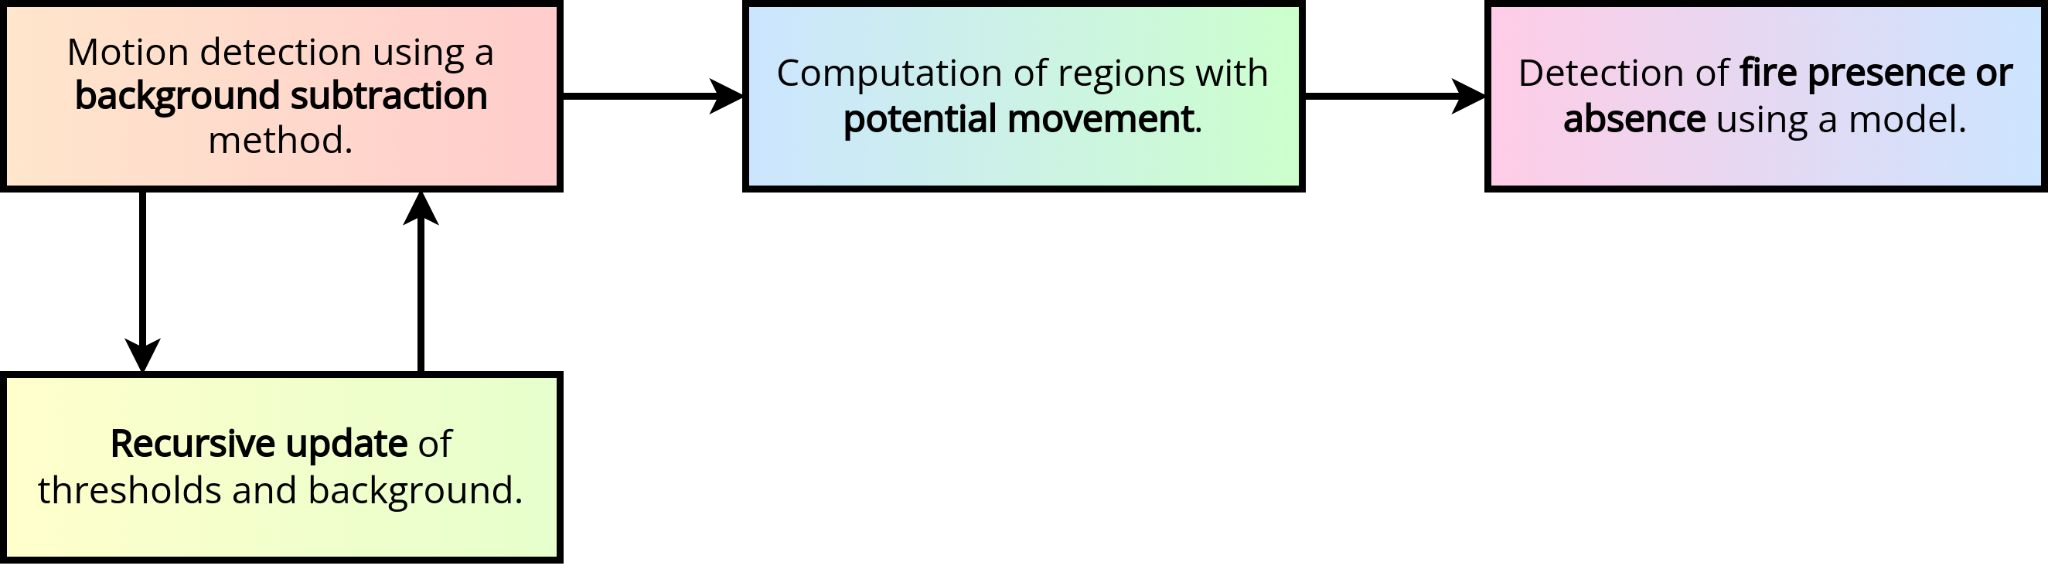 Motion detection using a
background subtraction
method.
Computation of regions with
potential movement.
Detection of fire presence or
absence using a model.
Recursive update of
thresholds and background.